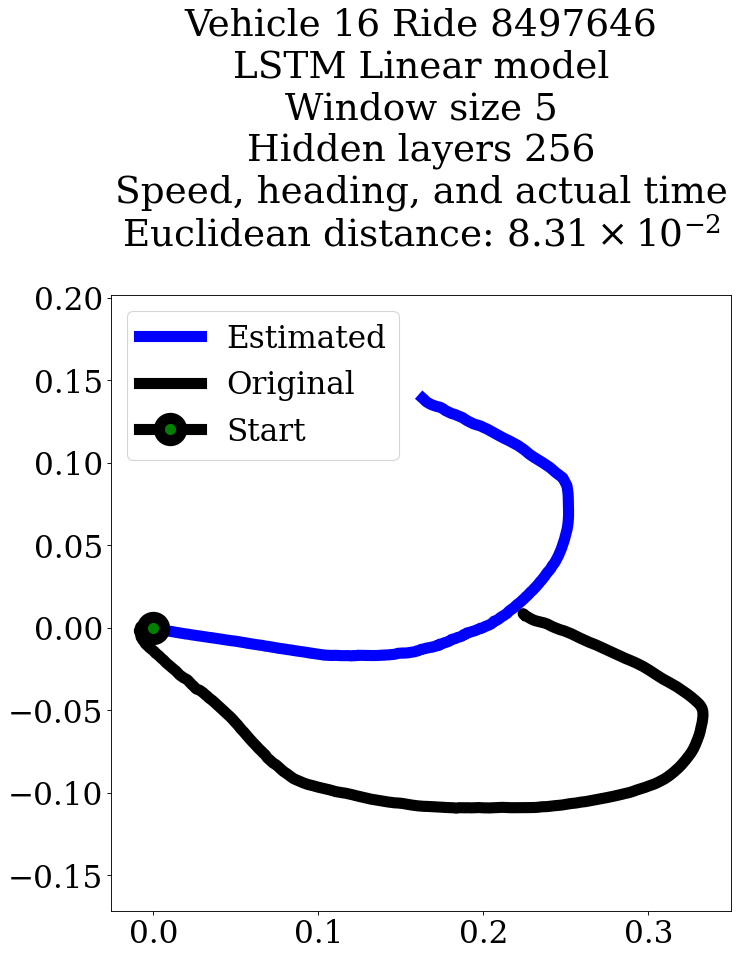 Vehicle 16 Ride 8497646
LSTM Linear model
Window size 5
Hidden layers 256
Speed, heading, and actual time
Euclidean distance: 8.31 × 10⁻²
0.20
Estimated
0.15
Original
Start
0.10
0.05
0.00
−0.05
−0.10
−0.15
0.0 0.1 0.2 0.3